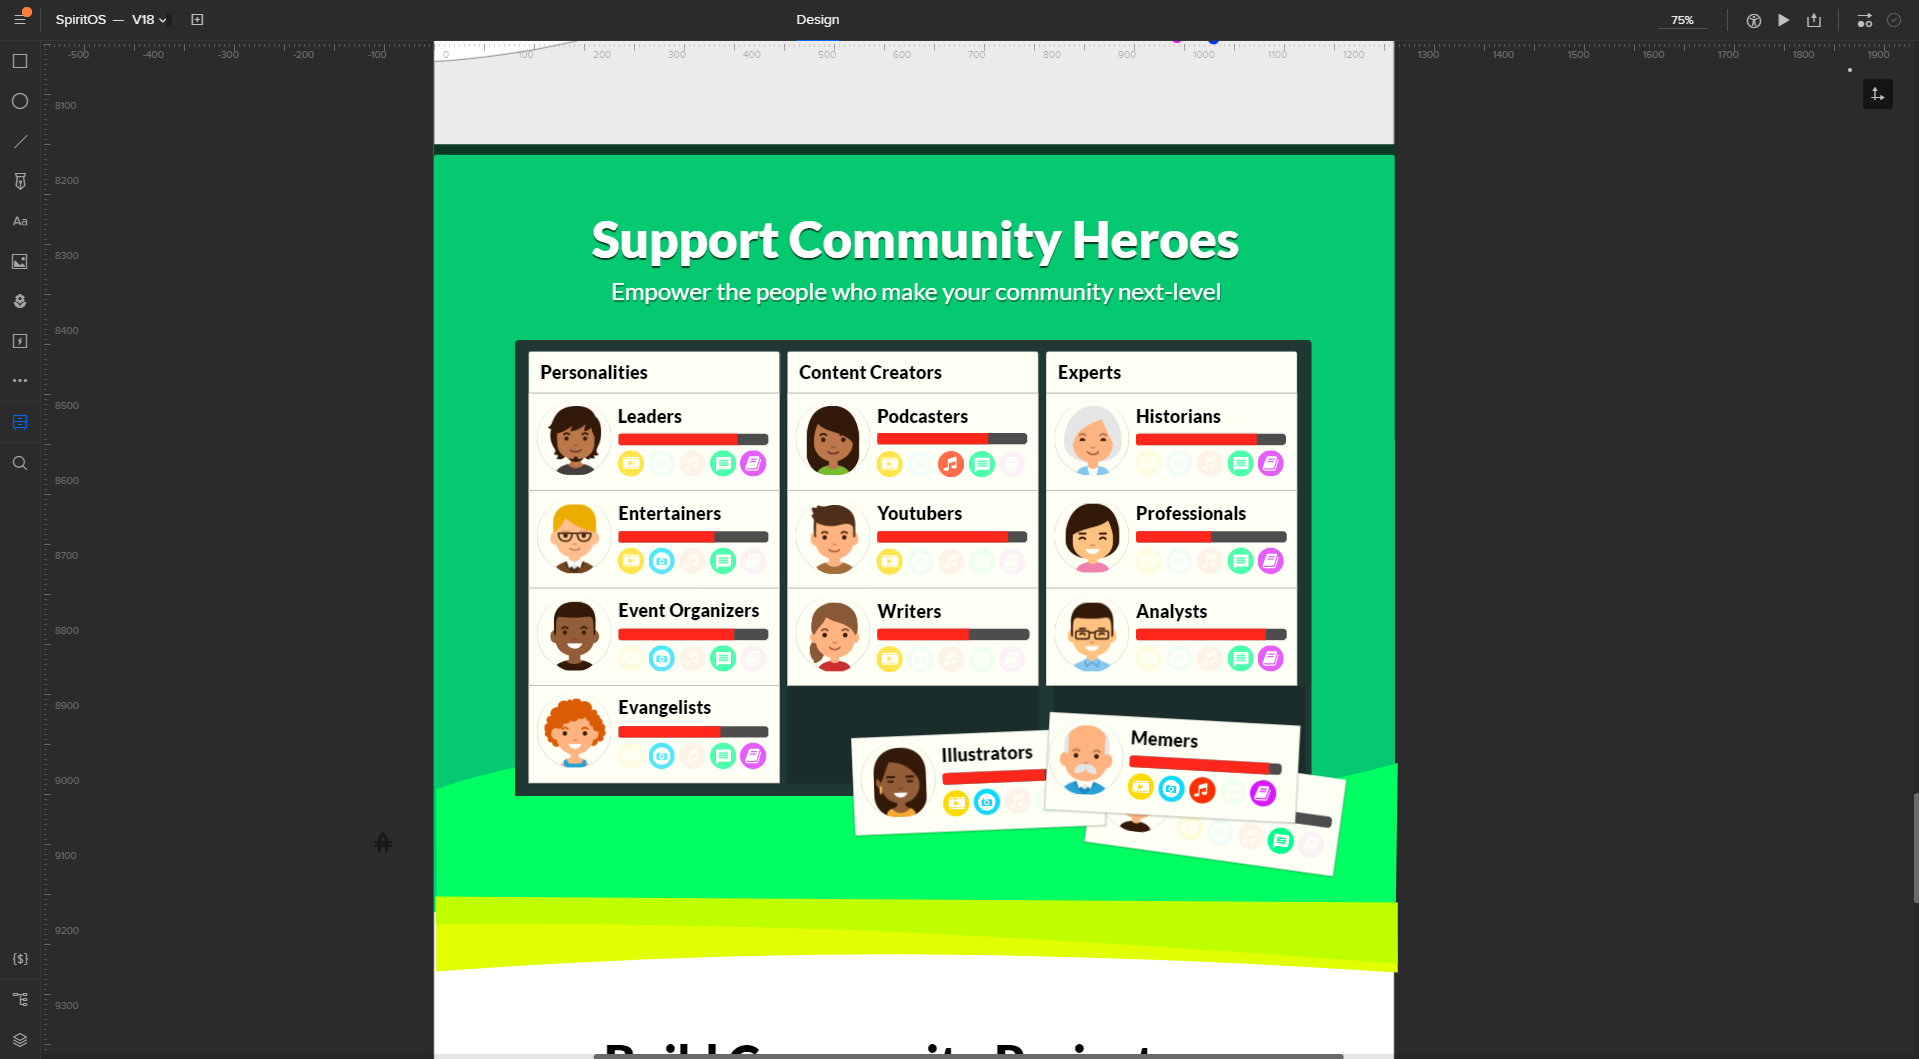 SpiritOS — V18
Design
75%
-500 -400 -300 -200 -100 0 100 200 300 400 500 600 700 800 900 1000 1100 1200 1300 1400 1500 1600 1700 1800 1900
8100
8200
8300
8400
8500
8600
8700
8800
8900
9000
9100
9200
9300
Aa
{$}
Support Community Heroes
Empower the people who make your community next-level
Personalities
Leaders
Entertainers
Event Organizers
Evangelists
Content Creators
Podcasters
Youtubers
Writers
Illustrators
Experts
Historians
Professionals
Analysts
Memers